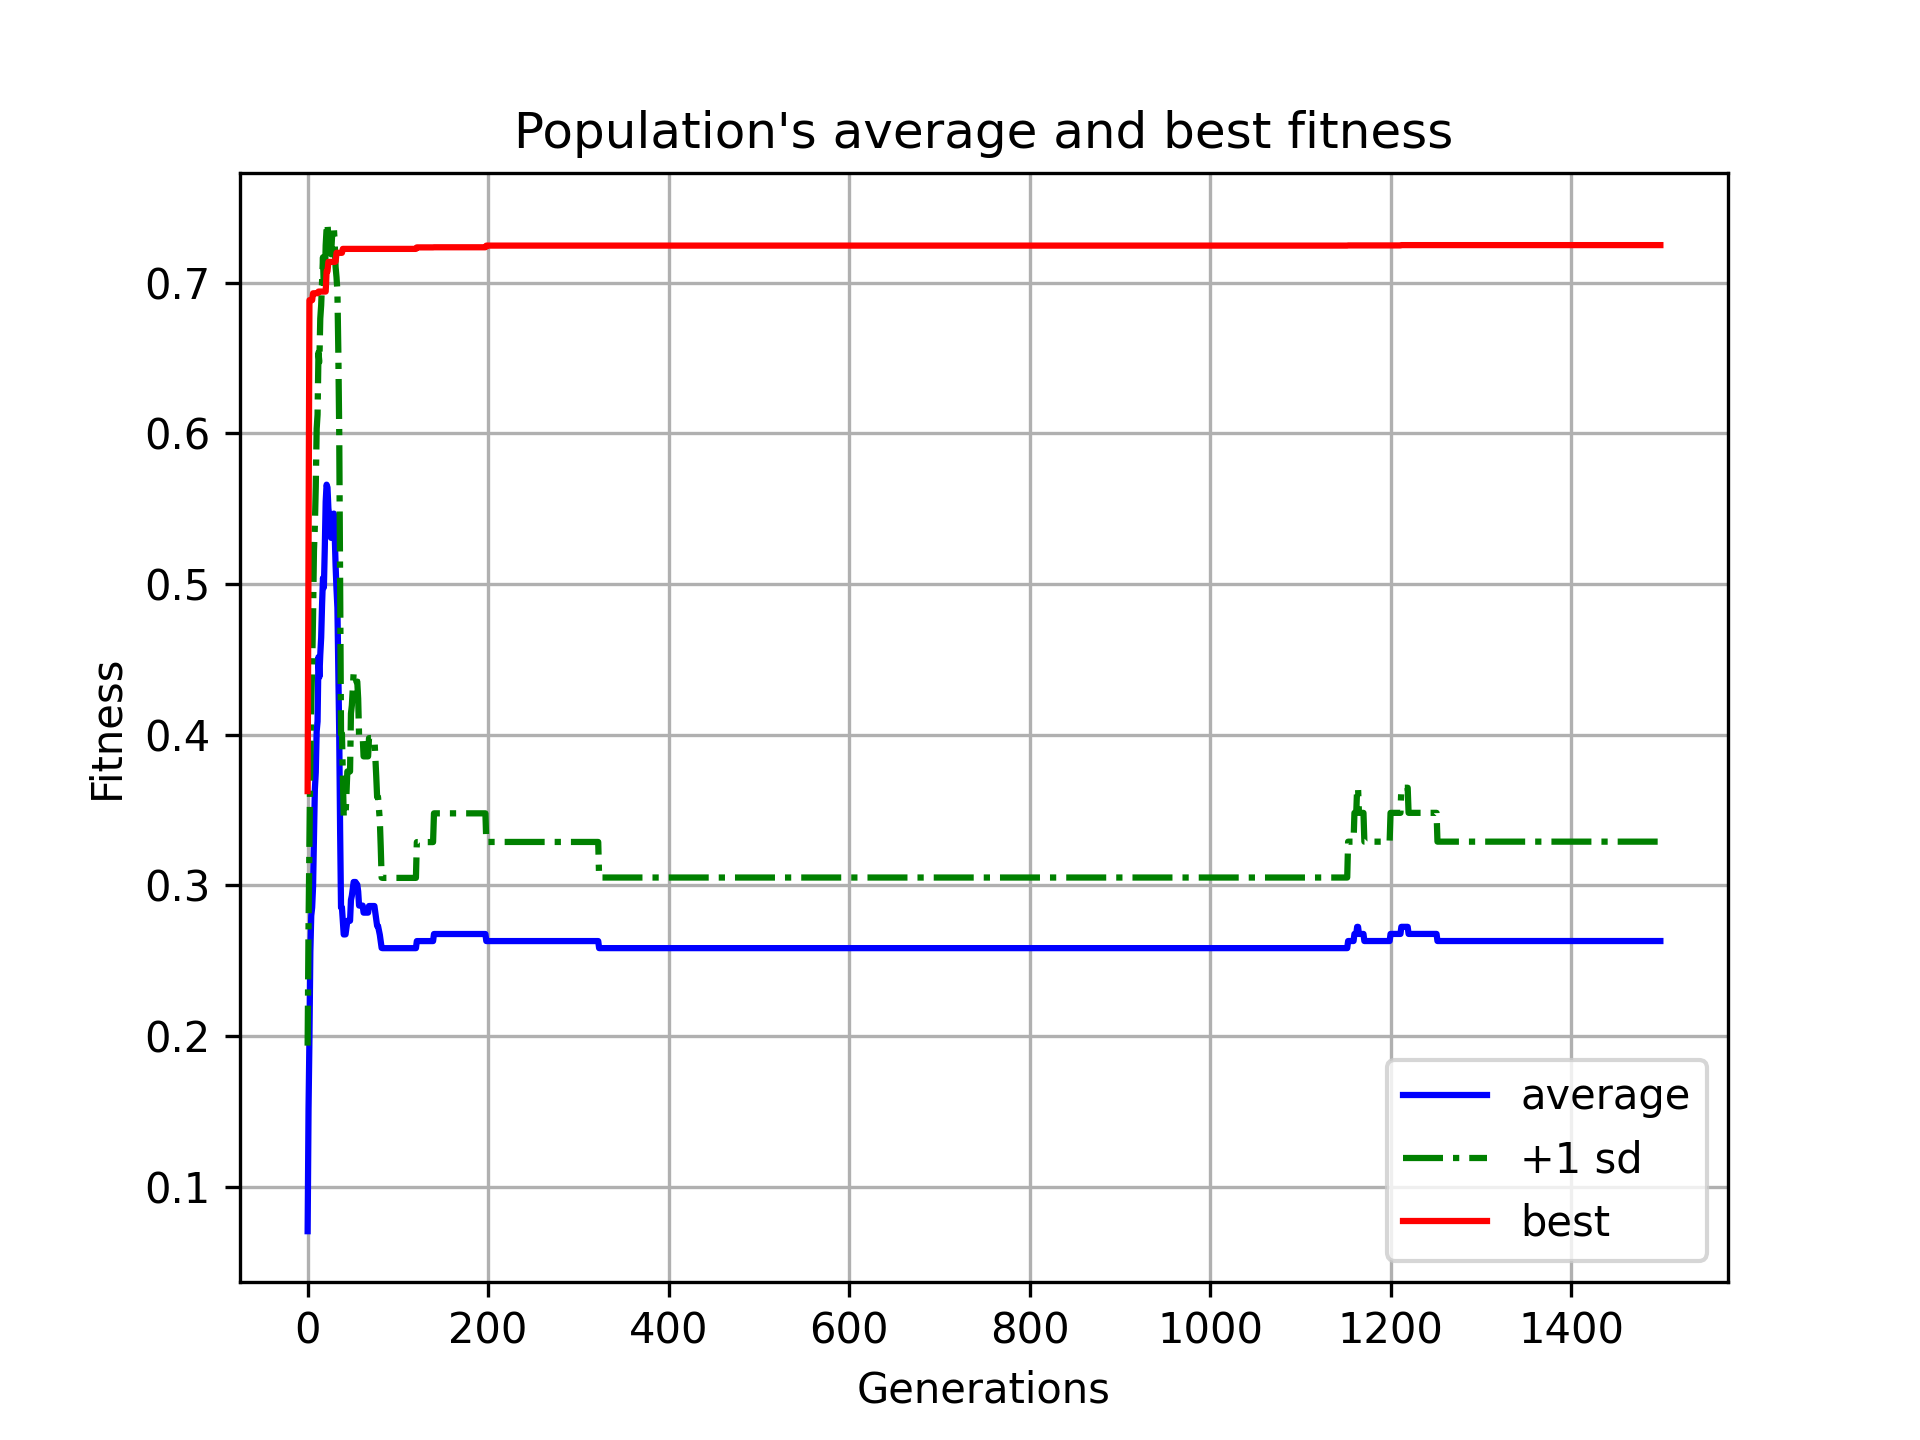 Population's average and best fitness
Fitness
0.7
0.6
0.5
0.4
0.3
0.2
0.1
0 200 400 600 800 1000 1200 1400
Generations
average
+1 sd
best